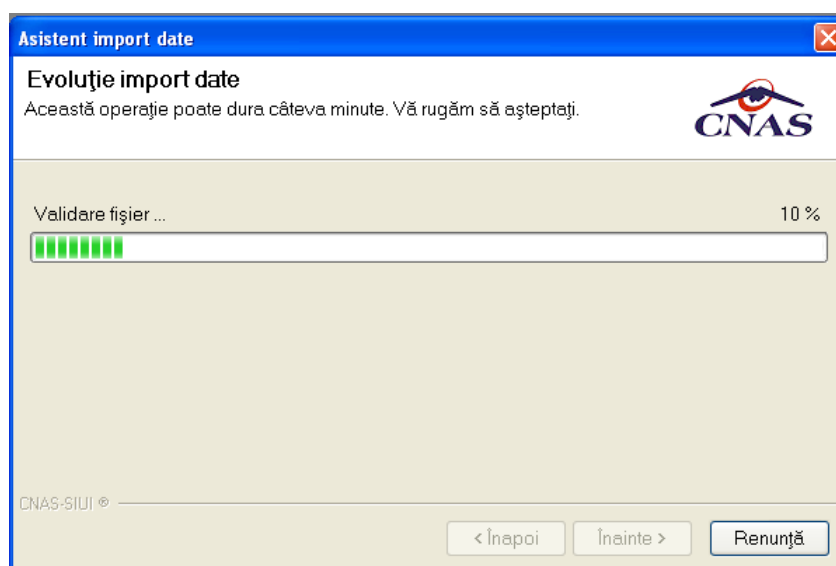 Asistent import date
Evoluţie import date
Această operaţie poate dura câteva minute. Vă rugăm să aşteptaţi.
CNAS
Validare fişier ...
10 %
CNAS-SIUI ®
< Înapoi
Înainte >
Renunţă